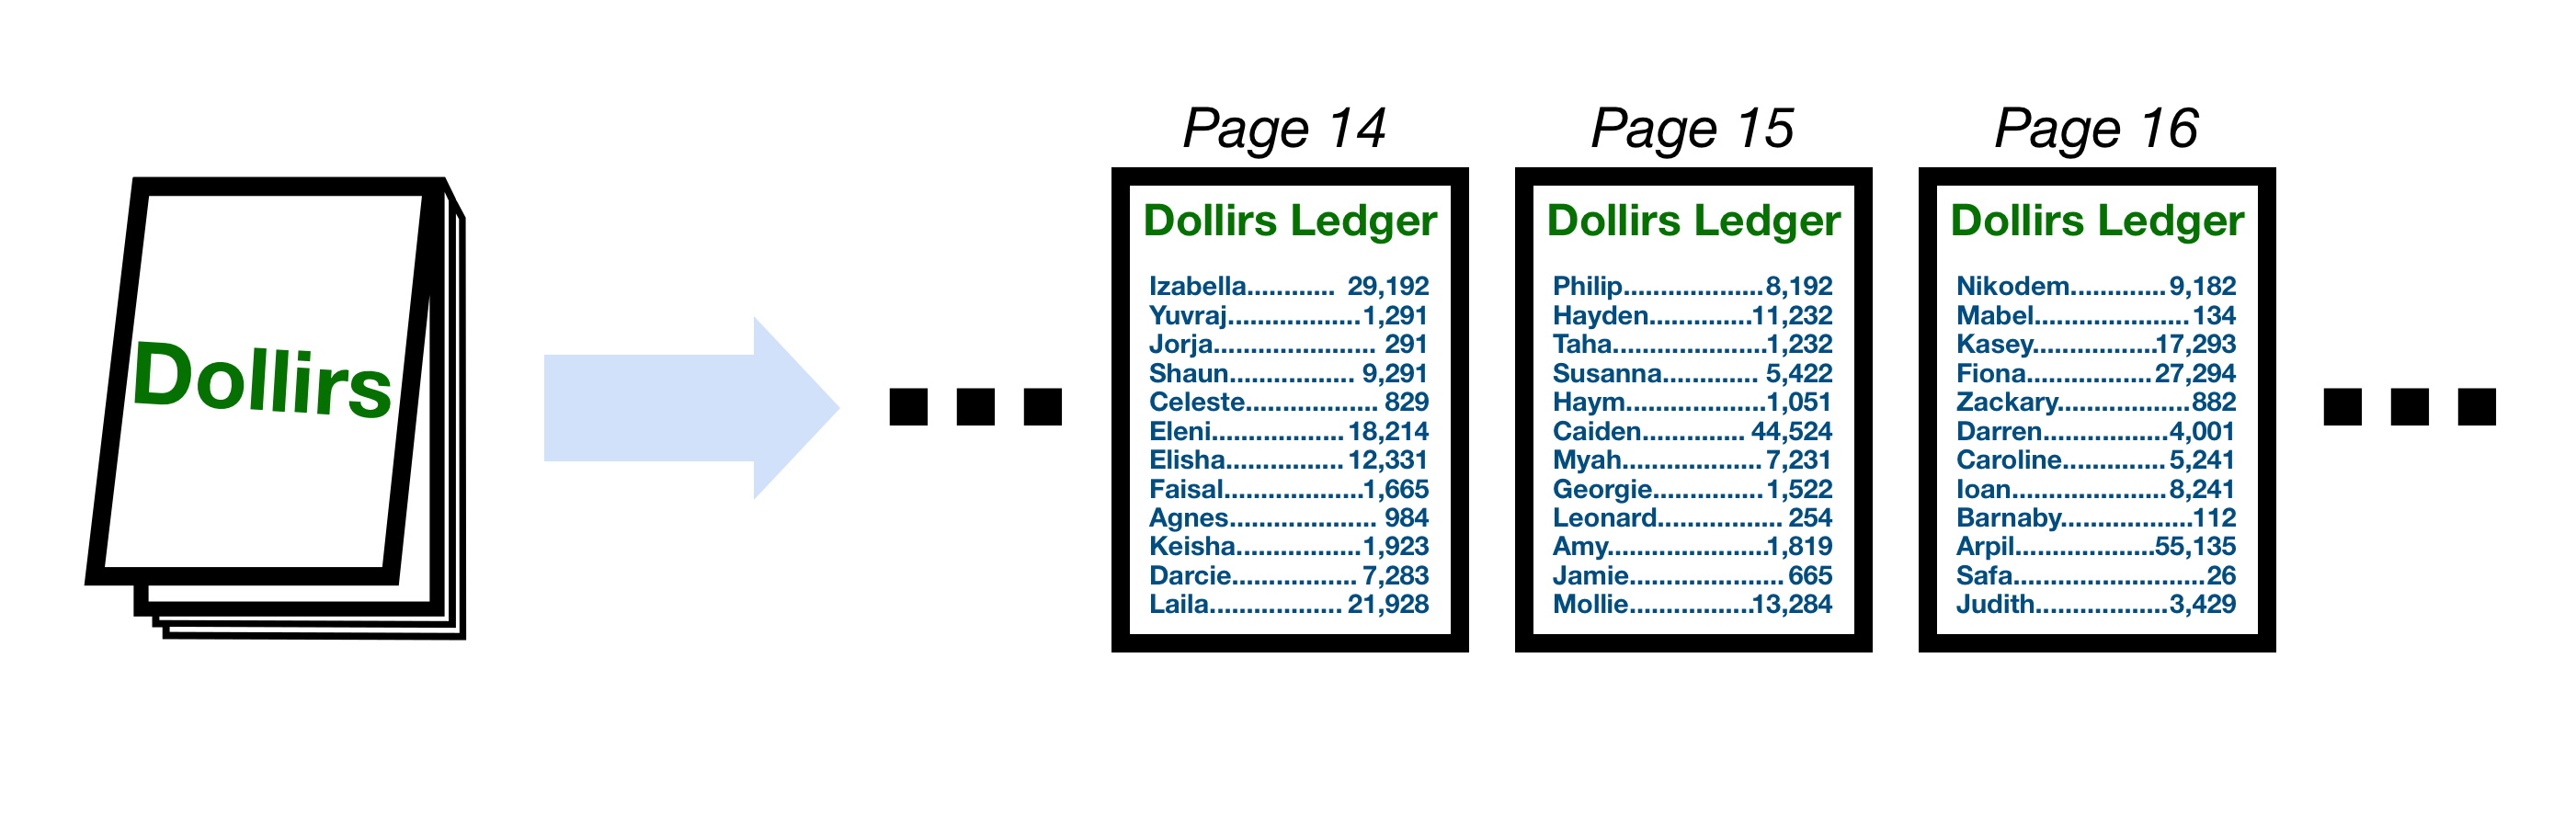 Dollirs
Page 14
Dollirs Ledger
Izabella............ 29,192
Yuvraj..................1,291
Jorja...................... 291
Shaun................. 9,291
Celeste.................. 829
Eleni..................18,214
Elisha................12,331
Faisal...................1,665
Agnes.................... 984
Keisha.................1,923
Darcie................. 7,283
Laila.................. 21,928
Page 15
Dollirs Ledger
Philip...................8,192
Hayden..............11,232
Taha.....................1,232
Susanna............. 5,422
Haym...................1,051
Caiden.............. 44,524
Myah...................7,231
Georgie...............1,522
Leonard................. 254
Amy......................1,819
Jamie.....................665
Mollie.................13,284
Page 16
Dollirs Ledger
Nikodem.............9,182
Mabel..................... 134
Kasey.................17,293
Fiona.................27,294
Zackary..................882
Darren.................4,001
Caroline..............5,241
Ioan.....................8,241
Barnaby..................112
Arpil...................55,135
Safa..........................26
Judith..................3,429